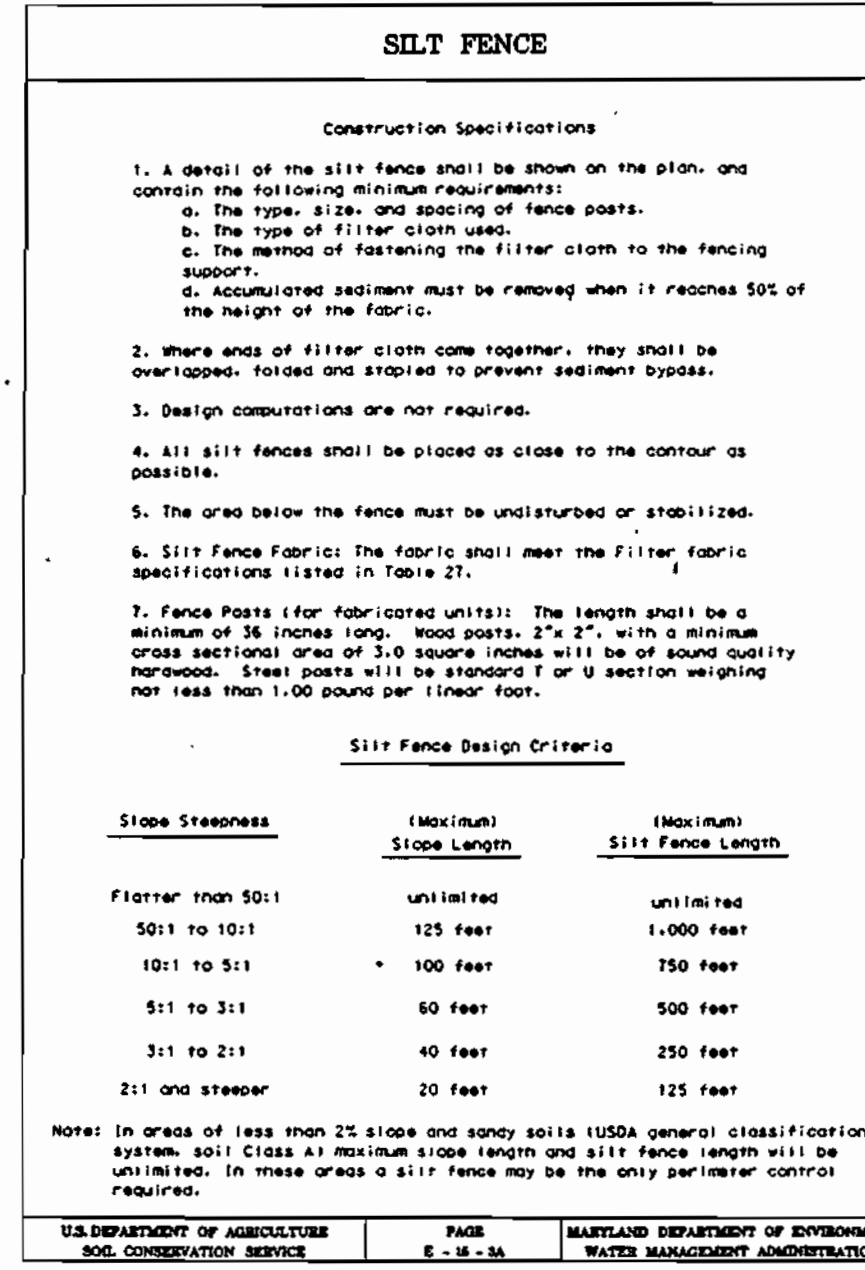 SILT FENCE
Construction Specifications
1. A detail of the silt fence shall be shown on the plan, and
contain the following minimum requirements:
a. The type, size, and spacing of fence posts.
b. The type of filter cloth used.
c. The method of fastening the filter cloth to the fencing
support.
d. Accumulated sediment must be removed when it reaches 50% of
the height of the fabric.
2. Where ends of filter cloth come together, they shall be
overlapped, folded and stapled to prevent sediment bypass.
3. Design computations are not required.
4. All silt fences shall be placed as close to the contour as
possible.
5. The area below the fence must be undisturbed or stabilized.
6. Silt Fence Fabric: The fabric shall meet the Filter fabric
specifications listed in Table 27.
7. Fence Posts (for fabricated units): The length shall be a
minimum of 36 inches long. Wood posts, 2"x 2", with a minimum
cross sectional area of 3.0 square inches will be of sound quality
hardwood. Steel posts will be standard T or U section weighing
not less than 1.00 pound per linear foot.
Silt Fence Design Criteria
Slope Steepness (Maximum) Slope Length (Maximum) Silt Fence Length
Flatter than 50:1 unlimited unlimited
50:1 to 10:1 125 feet 1,000 feet
10:1 to 5:1 100 feet 750 feet
5:1 to 3:1 60 feet 500 feet
3:1 to 2:1 40 feet 250 feet
2:1 and steeper 20 feet 125 feet
Note: In areas of less than 2% slope and sandy soils (USDA general classification
system, soil Class A) maximum slope length and silt fence length will be
unlimited. In these areas a silt fence may be the only perimeter control
required.
U.S. DEPARTMENT OF AGRICULTURE
SOIL CONSERVATION SERVICE
PAGE
E - 15 - 3A
MARYLAND DEPARTMENT OF ENVIRONM
WATER MANAGEMENT ADMINISTRATIO